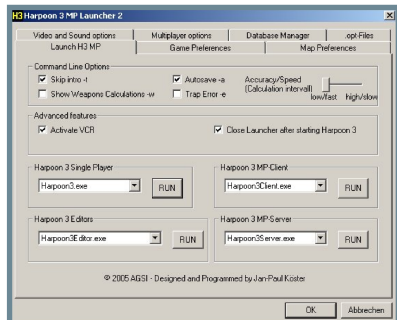 H3 Harpoon 3 MP Launcher 2
Video and Sound options Multiplayer options Database Manager .opt-Files
Launch H3 MP Game Preferences Map Preferences
Command Line Options
Skip intro -t Autosave -a Accuracy/Speed
(Calculation intervall)
Show Weapons Calculations -w Trap Error -e low/fast high/slow
Advanced features
Activate VCR Close Launcher after starting Harpoon 3
Harpoon 3 Single Player Harpoon 3 MP-Client
Harpoon3.exe RUN Harpoon3Client.exe RUN
Harpoon 3 Editors Harpoon 3 MP-Server
Harpoon3Editor.exe RUN Harpoon3Server.exe RUN
© 2005 AGSI - Designed and Programmed by Jan-Paul Koster
OK Abbrechen